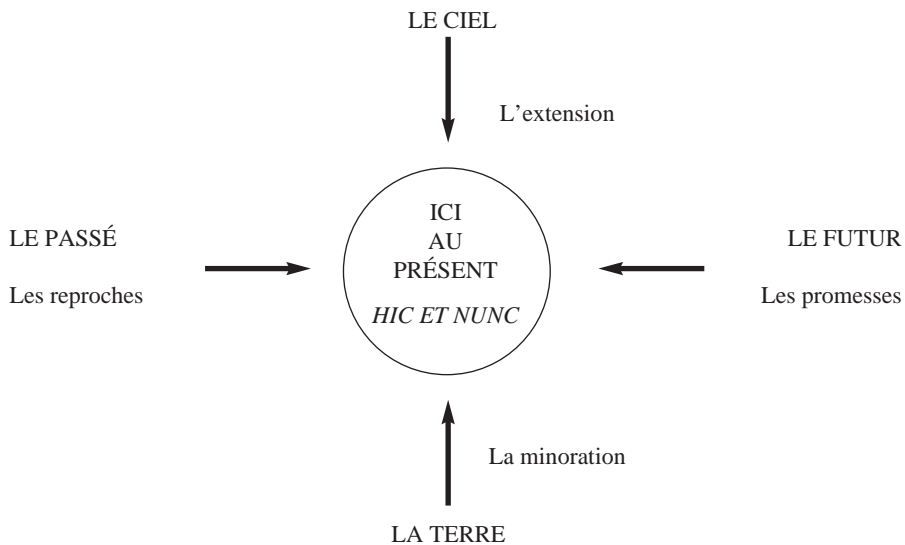 LE CIEL
L’extension
ICI
AU
PRÉSENT
HIC ET NUNC
LE PASSÉ
Les reproches
LE FUTUR
Les promesses
La minoration
LA TERRE